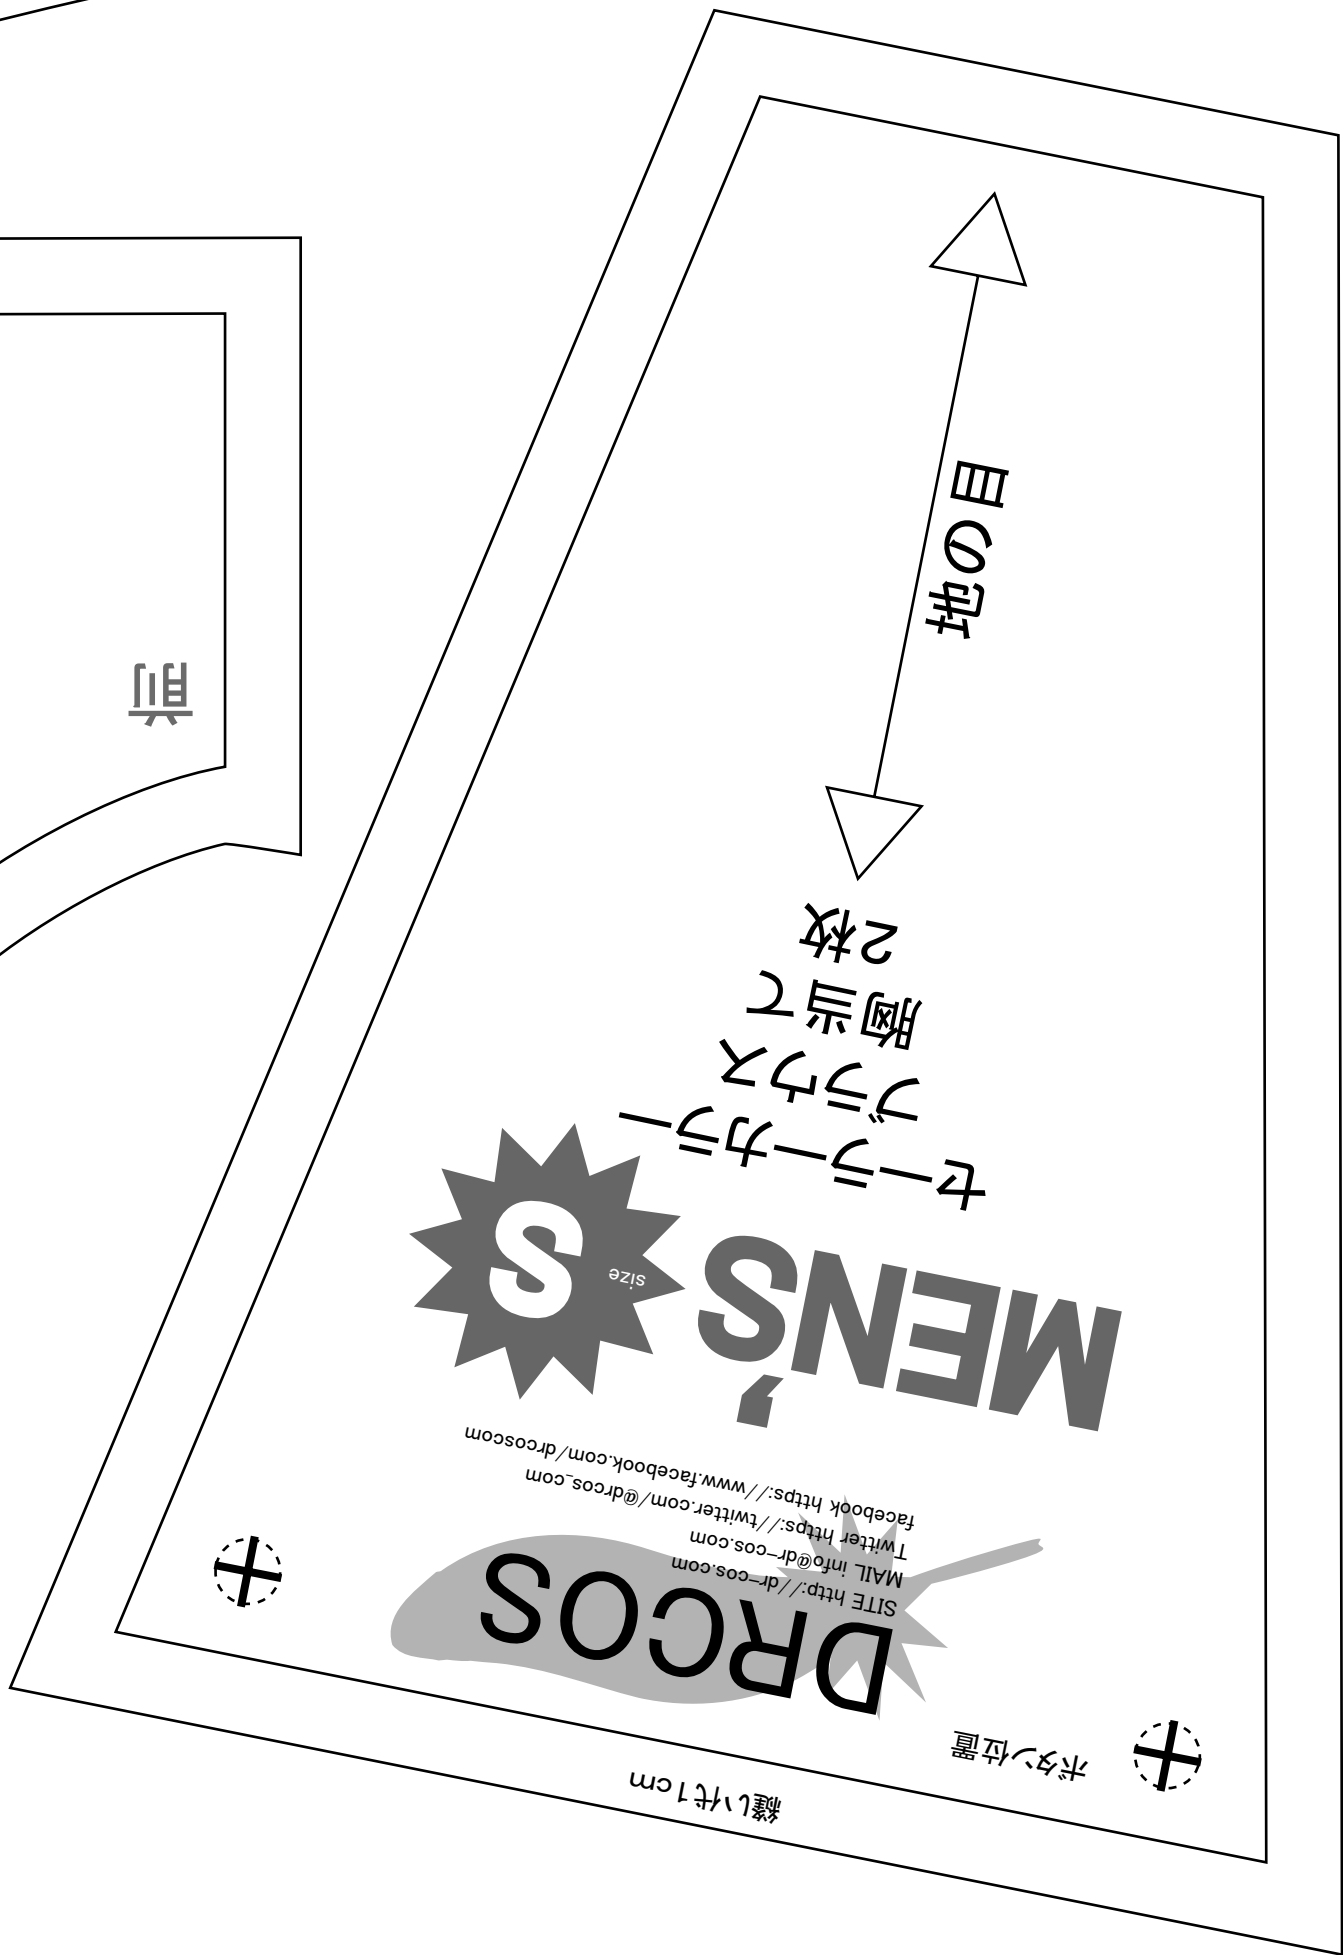 DRCOS
SITE http://dr-cos.com
MAIL info@dr-cos.com
Twitter https://twitter.com/@drcos_com
facebook https://www.facebook.com/drcoscom
MEN'S
size
S
セーラーカラー
ブラウス
胸当て
2枚
地の目
ボタン位置
縫い代1cm
前